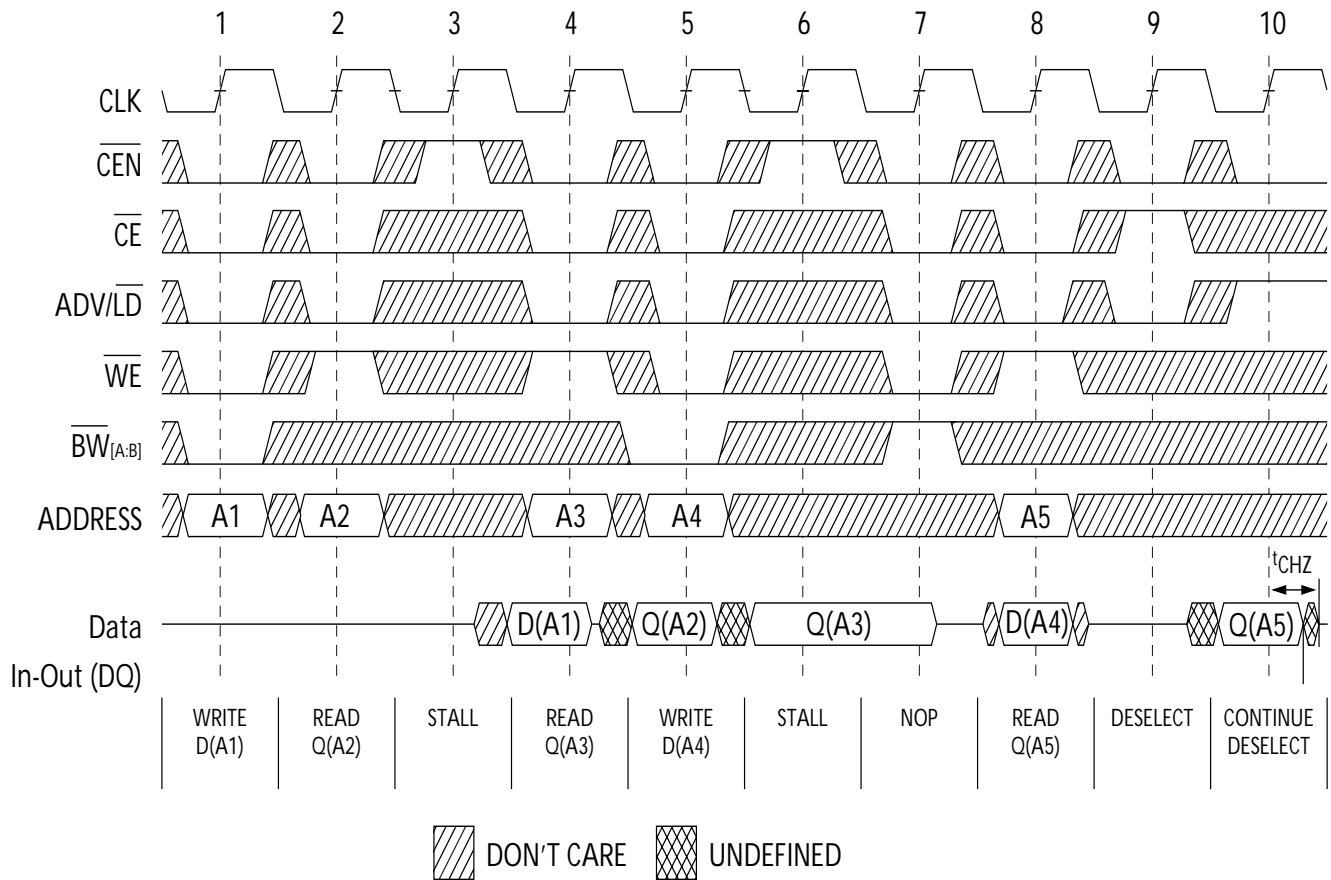 1 2 3 4 5 6 7 8 9 10
CLK
CEN
CE
ADV/LD
WE
BW[A:B]
ADDRESS A1 A2 A3 A4 A5
tCHZ
Data D(A1) Q(A2) Q(A3) D(A4) Q(A5)
In-Out (DQ)
WRITE READ STALL READ WRITE STALL NOP READ DESELECT CONTINUE
D(A1) Q(A2) Q(A3) D(A4) Q(A5) DESELECT
DON'T CARE UNDEFINED